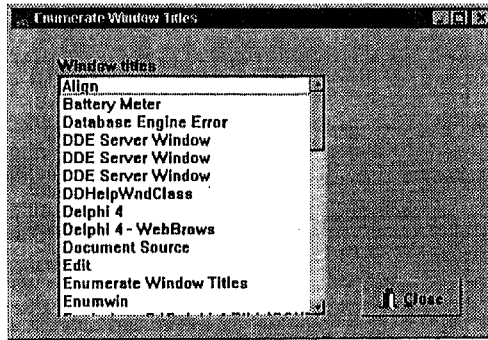 Enumerate Window Titles
Window titles
Align
Battery Meter
Database Engine Error
DDE Server Window
DDE Server Window
DDE Server Window
DDHelpWndClass
Delphi 4
Delphi 4 - WebBrows
Document Source
Edit
Enumerate Window Titles
Enumwin
Close